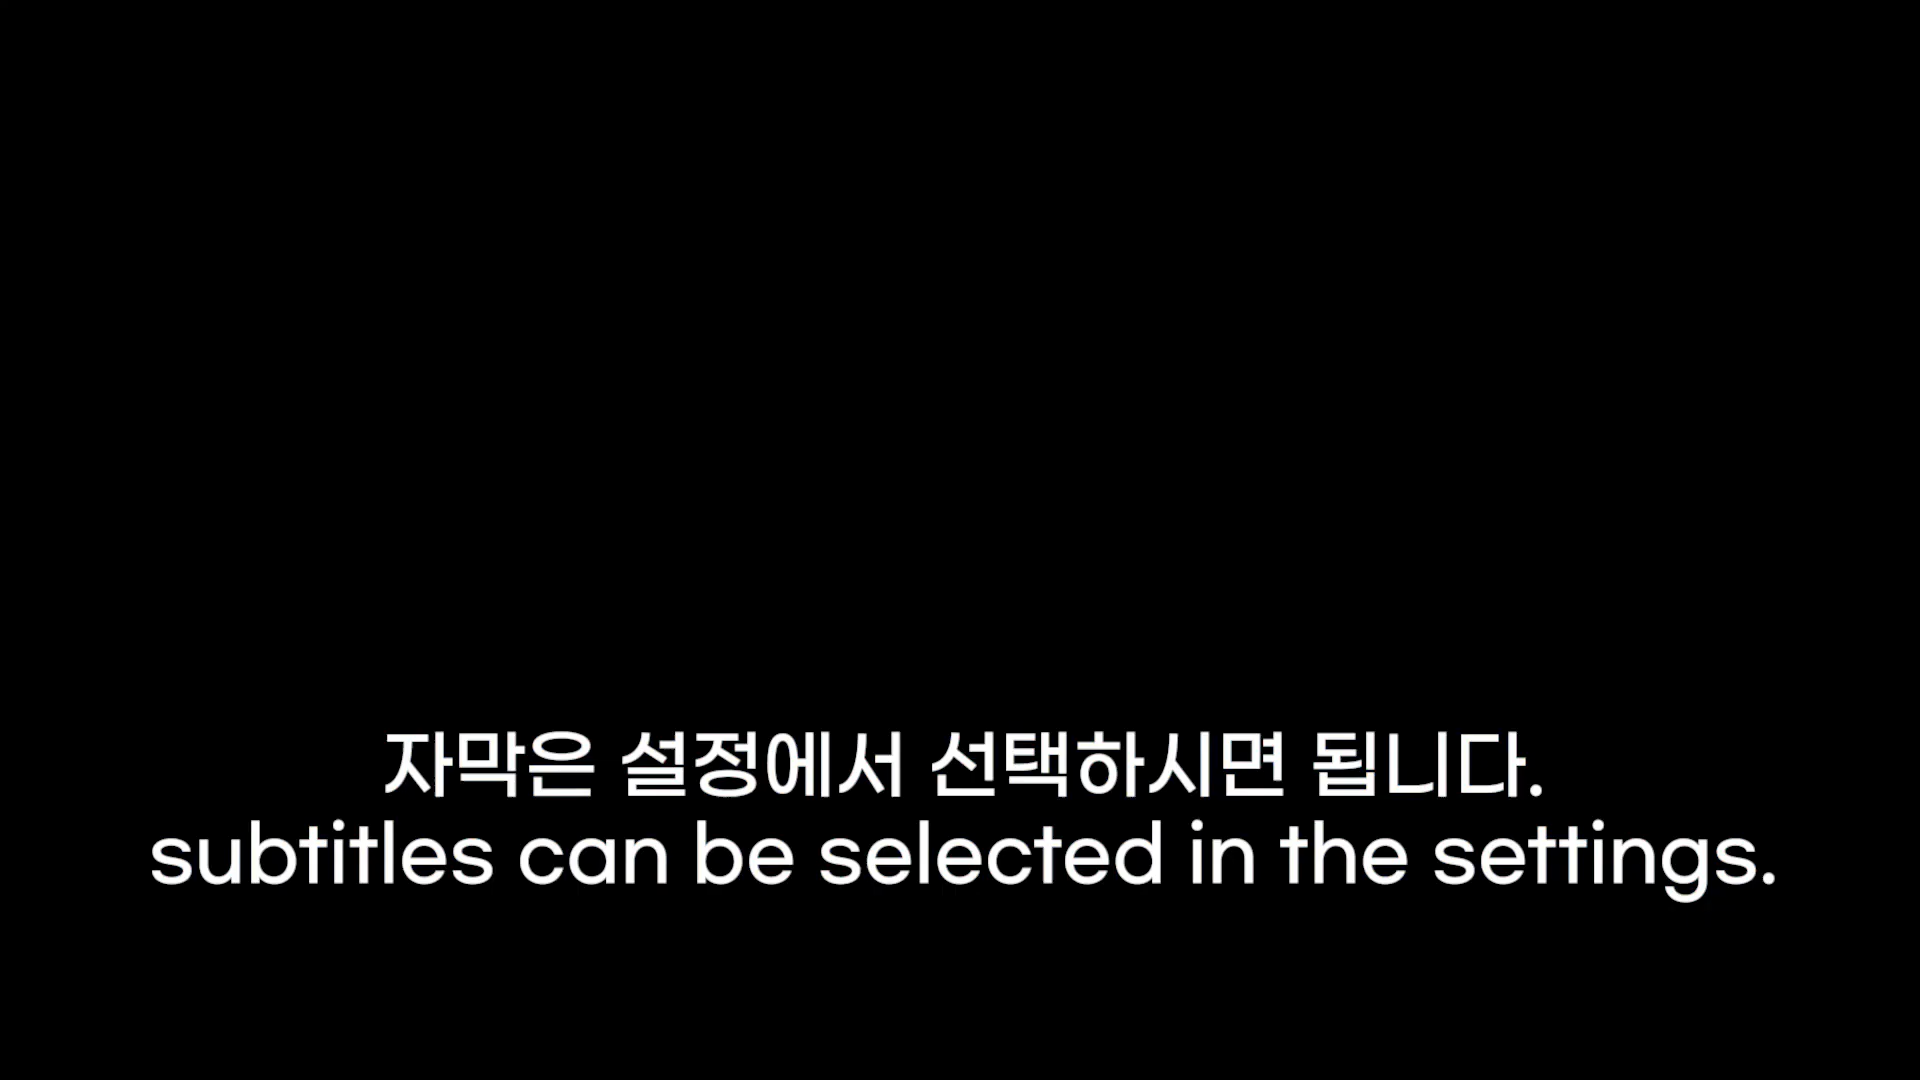 자막은 설정에서 선택하시면 됩니다.
subtitles can be selected in the settings.